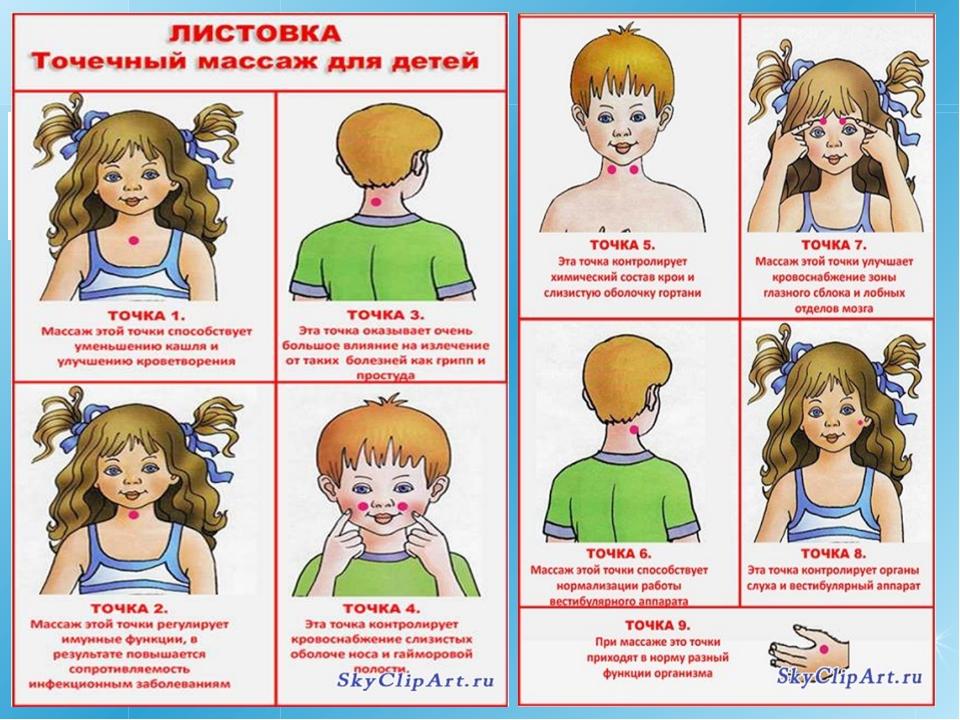 ЛИСТОВКА
Точечный массаж для детей
ТОЧКА 1.
Массаж этой точки способствует
уменьшению кашля и
улучшению кроветворения
ТОЧКА 3.
Эта точка оказывает очень
большое влияние на излечение
от таких болезней как грипп и
простуда
ТОЧКА 2.
Массаж этой точки регулирует
имунные функции, в
результате повышается
сопротивляемость
инфекционным заболеваниям
ТОЧКА 4.
Эта точка контролирует
кровоснабжение слизистых
оболоче носа и гайморовой
полости.
SkyClipArt.ru
ТОЧКА 5.
Эта точка контролирует
химический состав крои и
слизистую оболочку гортани
ТОЧКА 7.
Массаж этой точки улучшает
кровоснабжение зоны
глазного сблока и лобных
отделов мозга
ТОЧКА 6.
Массаж этой точки способствует
нормализации работы
вестибулярного аппарата
ТОЧКА 8.
Эта точка контролирует органы
слуха и вестибулярный аппарат
ТОЧКА 9.
При массаже это точки
приходят в норму разный
функции организма
SkyClipArt.ru